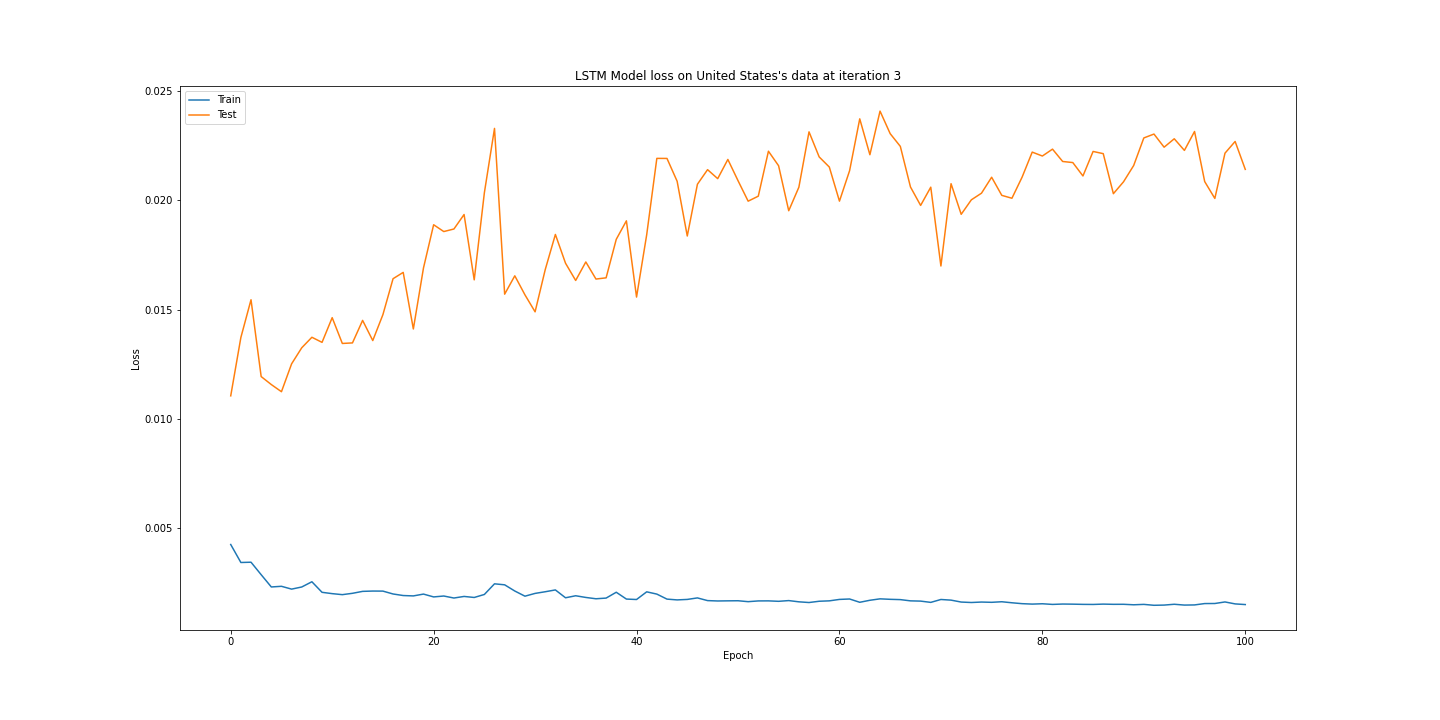 LSTM Model loss on United States's data at iteration 3
Train
Test
0.025
0.020
0.015
0.010
0.005
Loss
0 20 40 60 80 100
Epoch